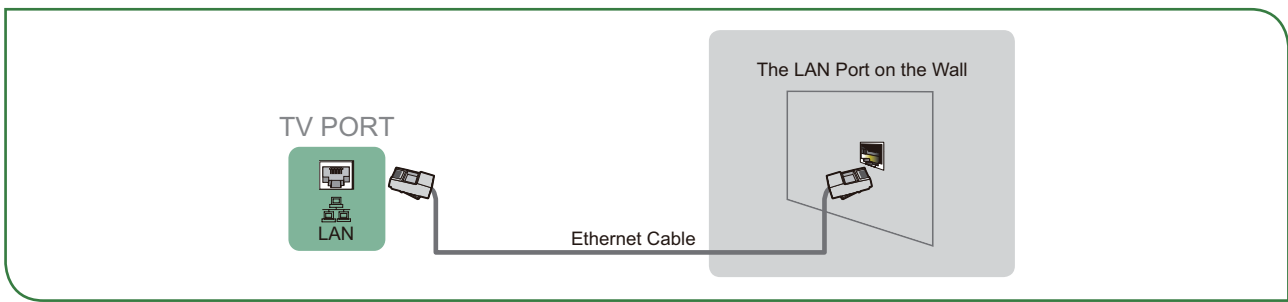 The LAN Port on the Wall
TV PORT
LAN
Ethernet Cable